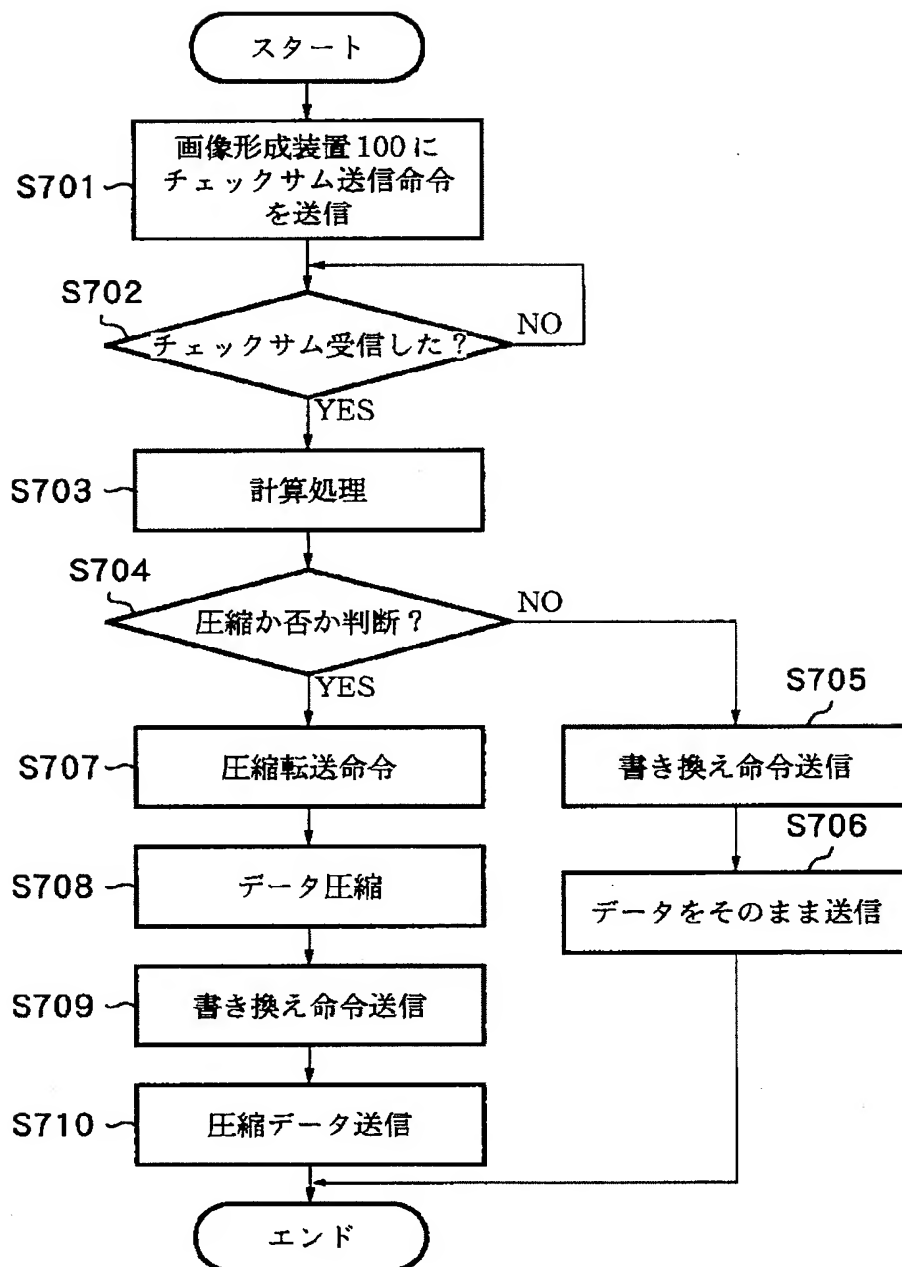 スタート
画像形成装置100に
チェックサム送信命令
を送信
S701
S702
チェックサム受信した？
NO
YES
S703
計算処理
S704
圧縮か否か判断？
NO
YES
S705
書き換え命令送信
S707
圧縮転送命令
S706
データをそのまま送信
S708
データ圧縮
S709
書き換え命令送信
S710
圧縮データ送信
エンド